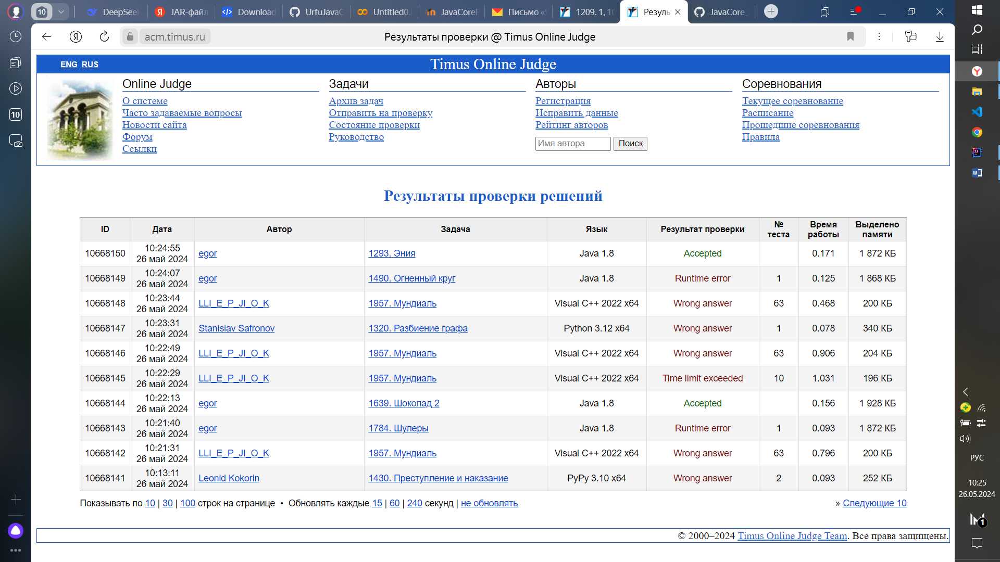 10 DeepSeek JAR-файл Download UrfuJavaC Untitled0.i JavaCoreP Письмо «У 1209. 1, 10 Резуль JavaCore_
acm.timus.ru Результаты проверки @ Timus Online Judge
ENG RUS Timus Online Judge
Online Judge Задачи Авторы Соревнования
О системе Архив задач Регистрация Текущее соревнование
Часто задаваемые вопросы Отправить на проверку Исправить данные Расписание
Новости сайта Состояние проверки Рейтинг авторов Прошедшие соревнования
Форум Руководство Имя автора Поиск Правила
Ссылки
Результаты проверки решений
ID Дата Автор Задача Язык Результат проверки № теста Время работы Выделено памяти
10668150 10:24:55 26 май 2024 egor 1293. Эния Java 1.8 Accepted 0.171 1 872 КБ
10668149 10:24:07 26 май 2024 egor 1490. Огненный круг Java 1.8 Runtime error 1 0.125 1 868 КБ
10668148 10:23:44 26 май 2024 LLI_E_P_JI_O_K 1957. Мундиаль Visual C++ 2022 x64 Wrong answer 63 0.468 200 КБ
10668147 10:23:31 26 май 2024 Stanislav Safronov 1320. Разбиение графа Python 3.12 x64 Wrong answer 1 0.078 340 КБ
10668146 10:22:49 26 май 2024 LLI_E_P_JI_O_K 1957. Мундиаль Visual C++ 2022 x64 Wrong answer 63 0.906 204 КБ
10668145 10:22:29 26 май 2024 LLI_E_P_JI_O_K 1957. Мундиаль Visual C++ 2022 x64 Time limit exceeded 10 1.031 196 КБ
10668144 10:22:13 26 май 2024 egor 1639. Шоколад 2 Java 1.8 Accepted 0.156 1 928 КБ
10668143 10:21:40 26 май 2024 egor 1784. Шулеры Java 1.8 Runtime error 1 0.093 1 872 КБ
10668142 10:21:31 26 май 2024 LLI_E_P_JI_O_K 1957. Мундиаль Visual C++ 2022 x64 Wrong answer 63 0.796 200 КБ
10668141 10:13:11 26 май 2024 Leonid Kokorin 1430. Преступление и наказание PyPy 3.10 x64 Wrong answer 2 0.093 252 КБ
Показывать по 10 | 30 | 100 строк на странице • Обновлять каждые 15 | 60 | 240 секунд | не обновлять » Следующие 10
© 2000–2024 Timus Online Judge Team. Все права защищены.
10
РУС
10:25
26.05.2024
1